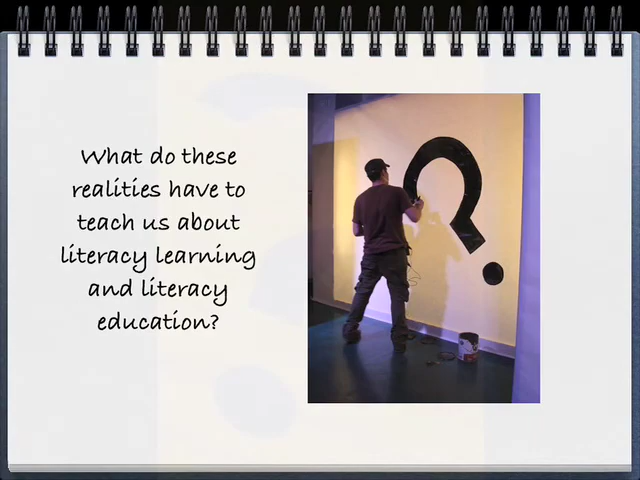 What do these
realities have to
teach us about
literacy learning
and literacy
education?
?